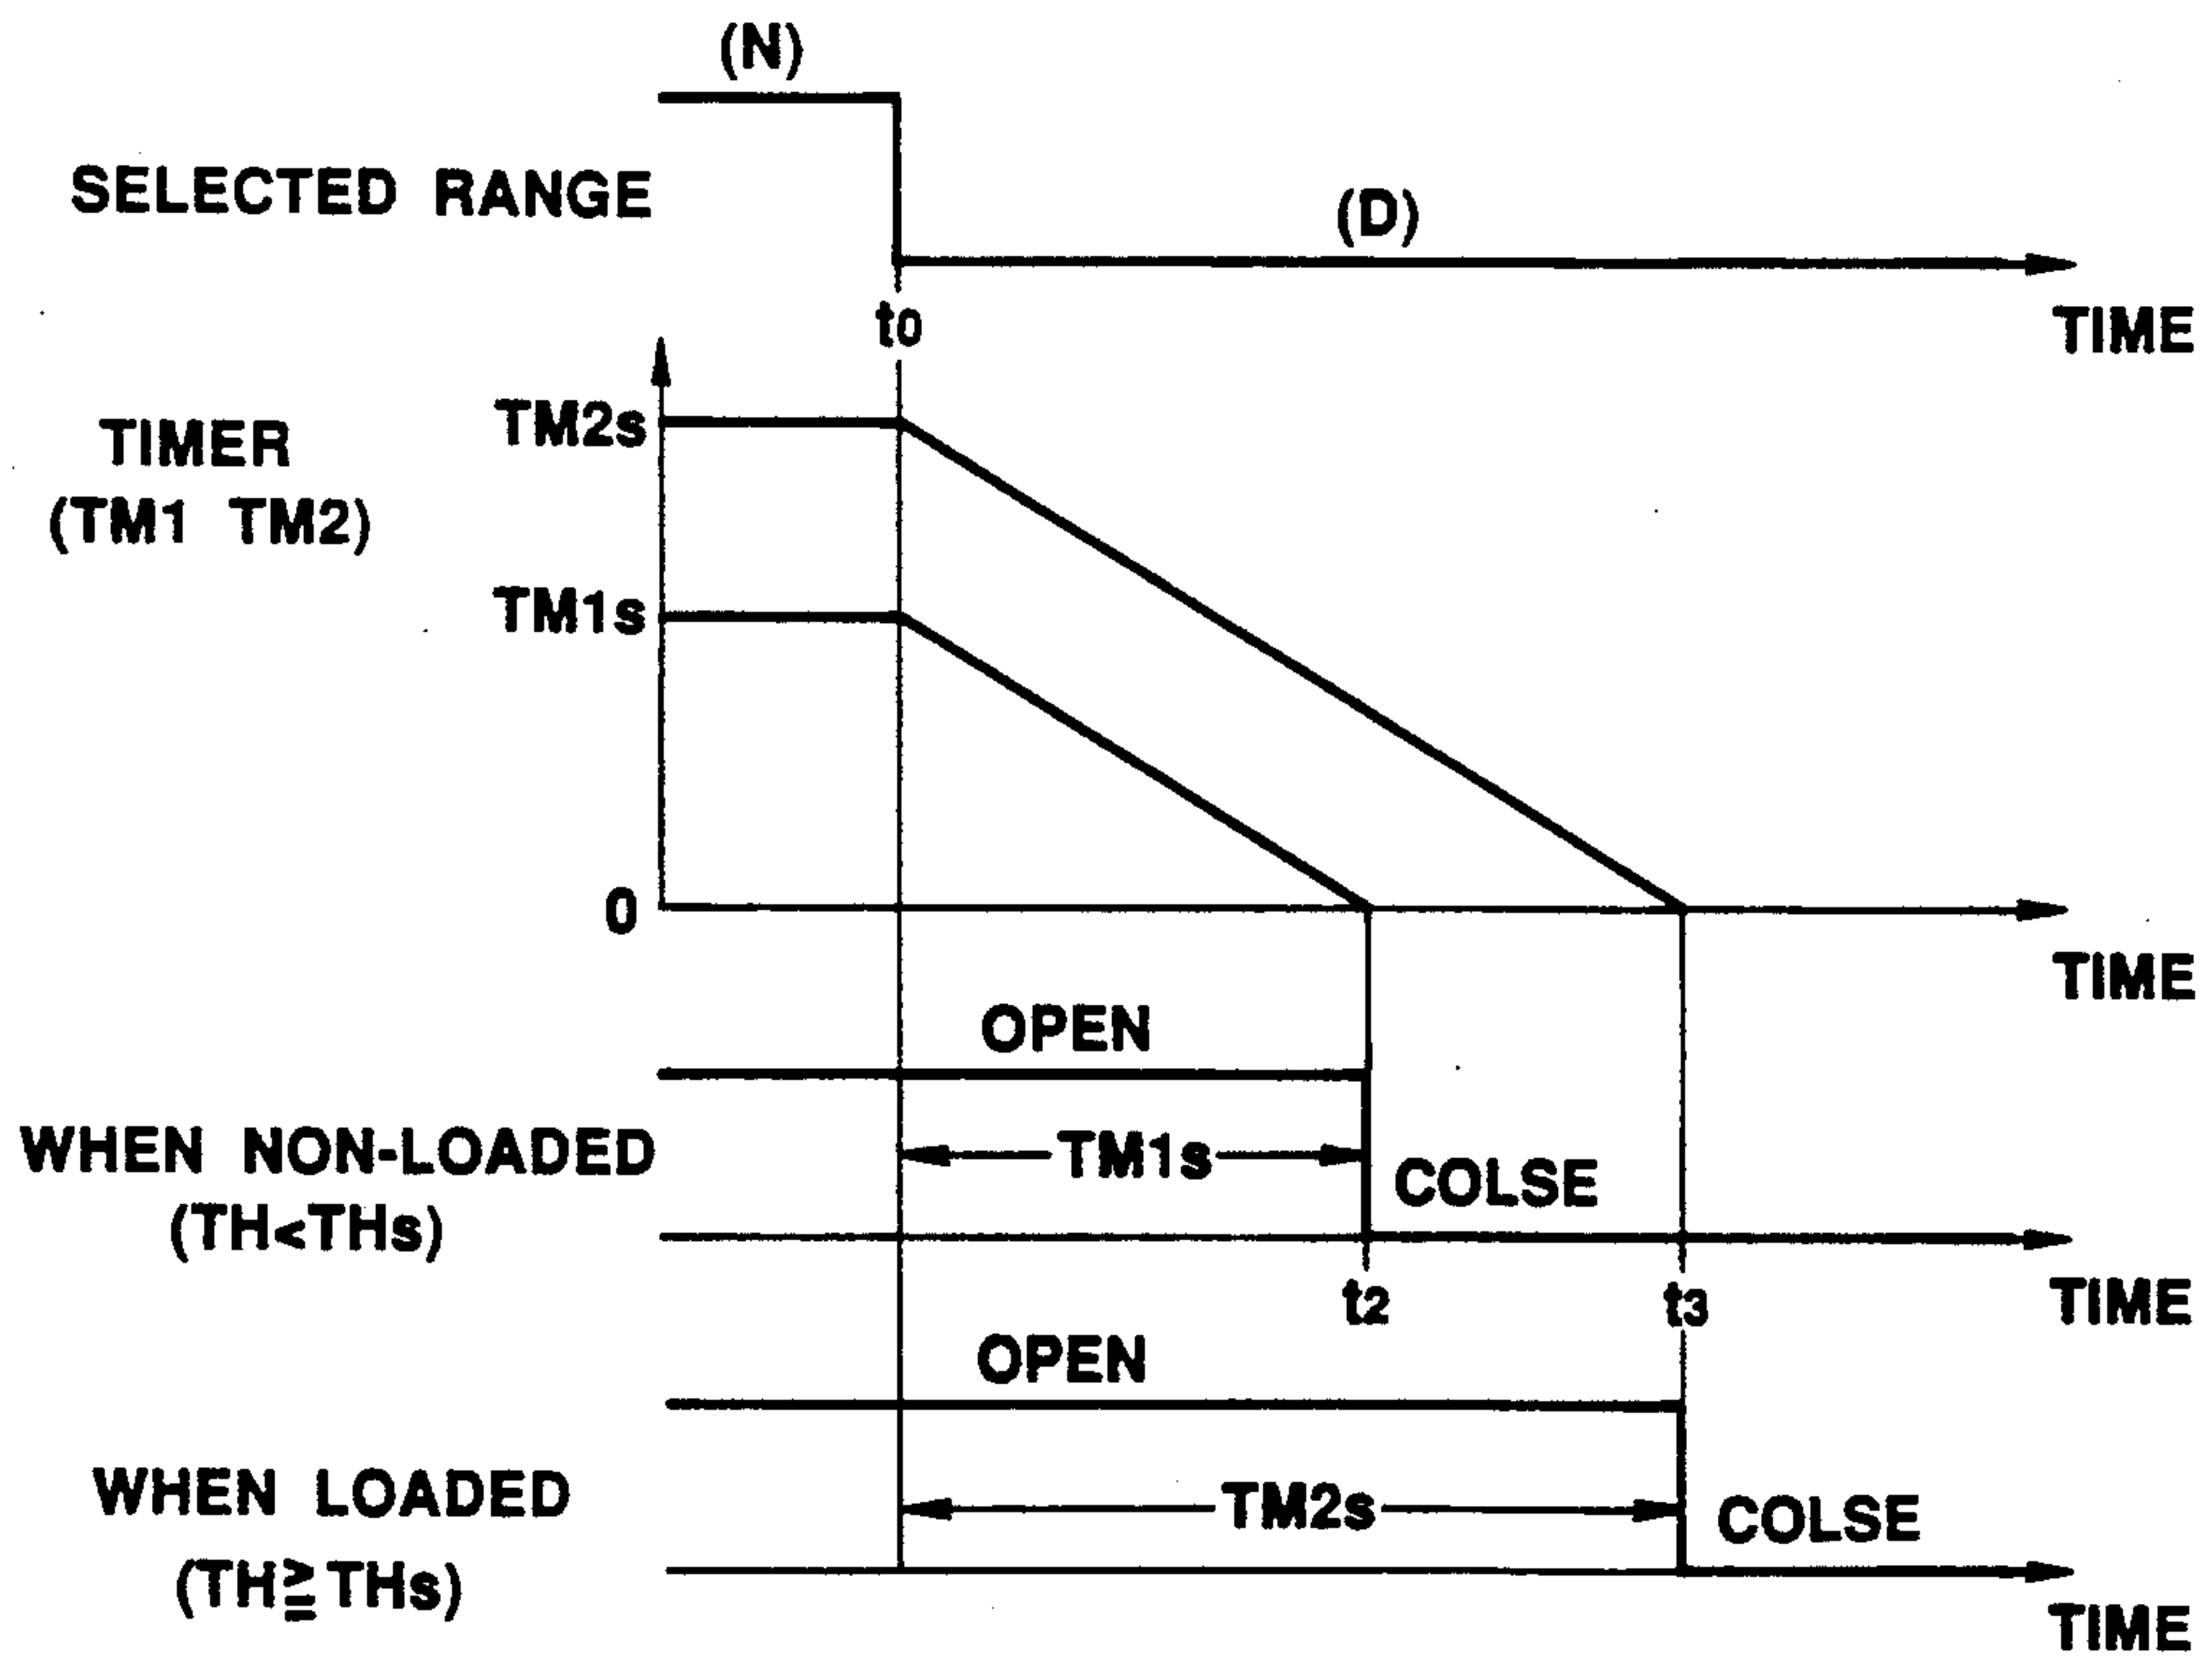 (N)
SELECTED RANGE
(D)
t0
TIME
TM2s
TIMER
(TM1 TM2)
TM1s
0
TIME
OPEN
WHEN NON-LOADED
(TH<THs)
TM1s
COLSE
t2
t3
TIME
OPEN
WHEN LOADED
(TH≧THs)
TM2s
COLSE
TIME